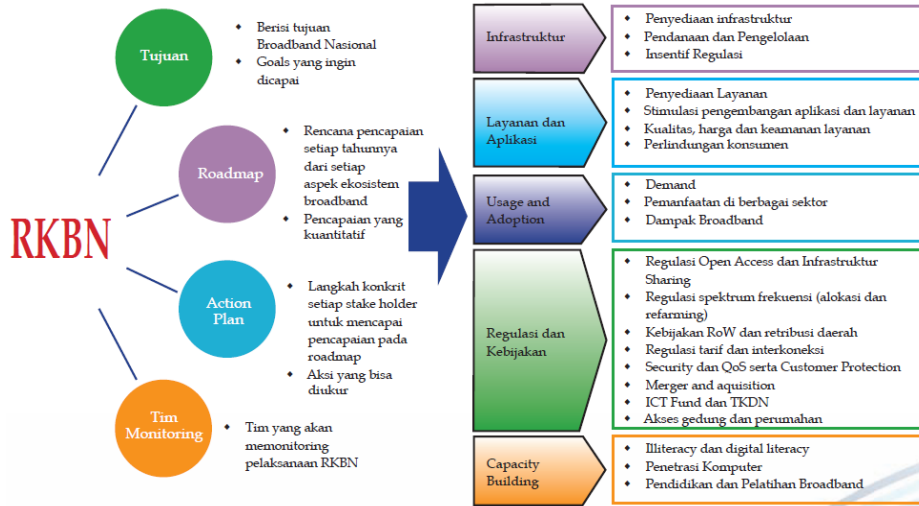 RKBN
Tujuan
◆ Berisi tujuan
Broadband Nasional
◆ Goals yang ingin
dicapai
Roadmap
◆ Rencana pencapaian
setiap tahunnya
dari setiap
aspek ekosistem
broadband
◆ Pencapaian yang
kuantitatif
Action
Plan
◆ Langkah konkrit
setiap stake holder
untuk mencapai
pencapaian pada
roadmap
◆ Aksi yang bisa
diukur
Tim
Monitoring
◆ Tim yang akan
memonitoring
pelaksanaan RKBN
Infrastruktur
◆ Penyediaan infrastruktur
◆ Pendanaan dan Pengelolaan
◆ Insentif Regulasi
Layanan dan
Aplikasi
◆ Penyediaan Layanan
◆ Stimulasi pengembangan aplikasi dan layanan
◆ Kualitas, harga dan keamanan layanan
◆ Perlindungan konsumen
Usage and
Adoption
◆ Demand
◆ Pemanfaatan di berbagai sektor
◆ Dampak Broadband
Regulasi dan
Kebijakan
◆ Regulasi Open Access dan Infrastruktur
Sharing
◆ Regulasi spektrum frekuensi (alokasi dan
refarming)
◆ Kebijakan RoW dan retribusi daerah
◆ Regulasi tarif dan interkoneksi
◆ Security dan QoS serta Customer Protection
◆ Merger and aquisition
◆ ICT Fund dan TKDN
◆ Akses gedung dan perumahan
Capacity
Building
◆ Illiteracy dan digital literacy
◆ Penetrasi Komputer
◆ Pendidikan dan Pelatihan Broadband